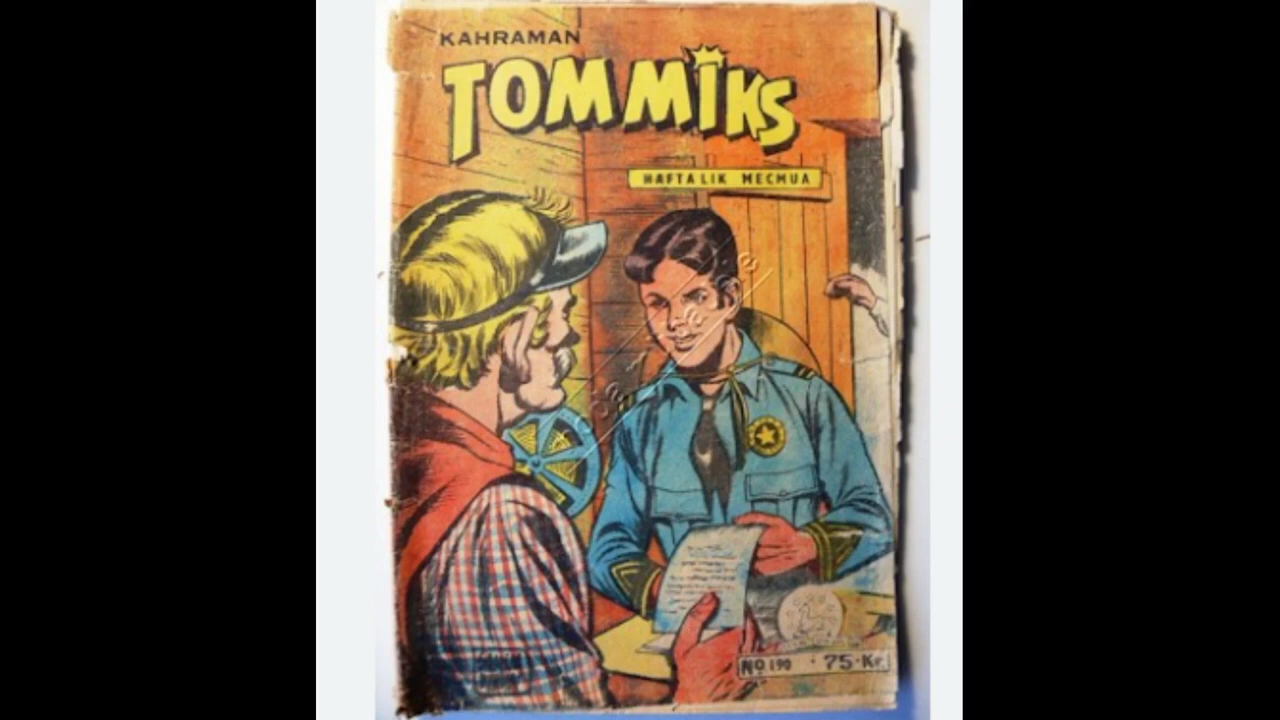 KAHRAMAN
TOMMİKS
HAFTALIK MECMUA
NO 190 · 75-Kr.